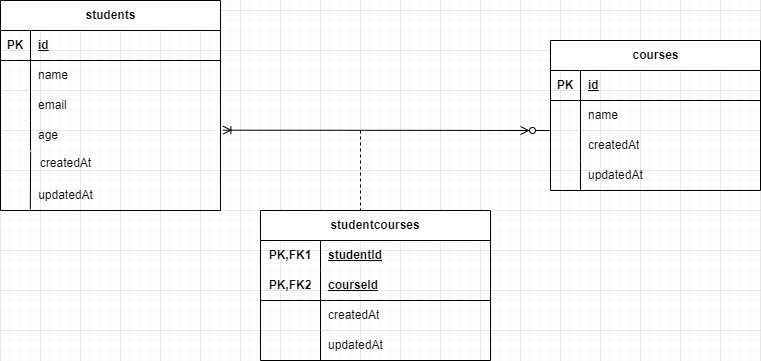 students
PK id
name
email
age
createdAt
updatedAt
courses
PK id
name
createdAt
updatedAt
studentcourses
PK,FK1 studentId
PK,FK2 courseId
createdAt
updatedAt